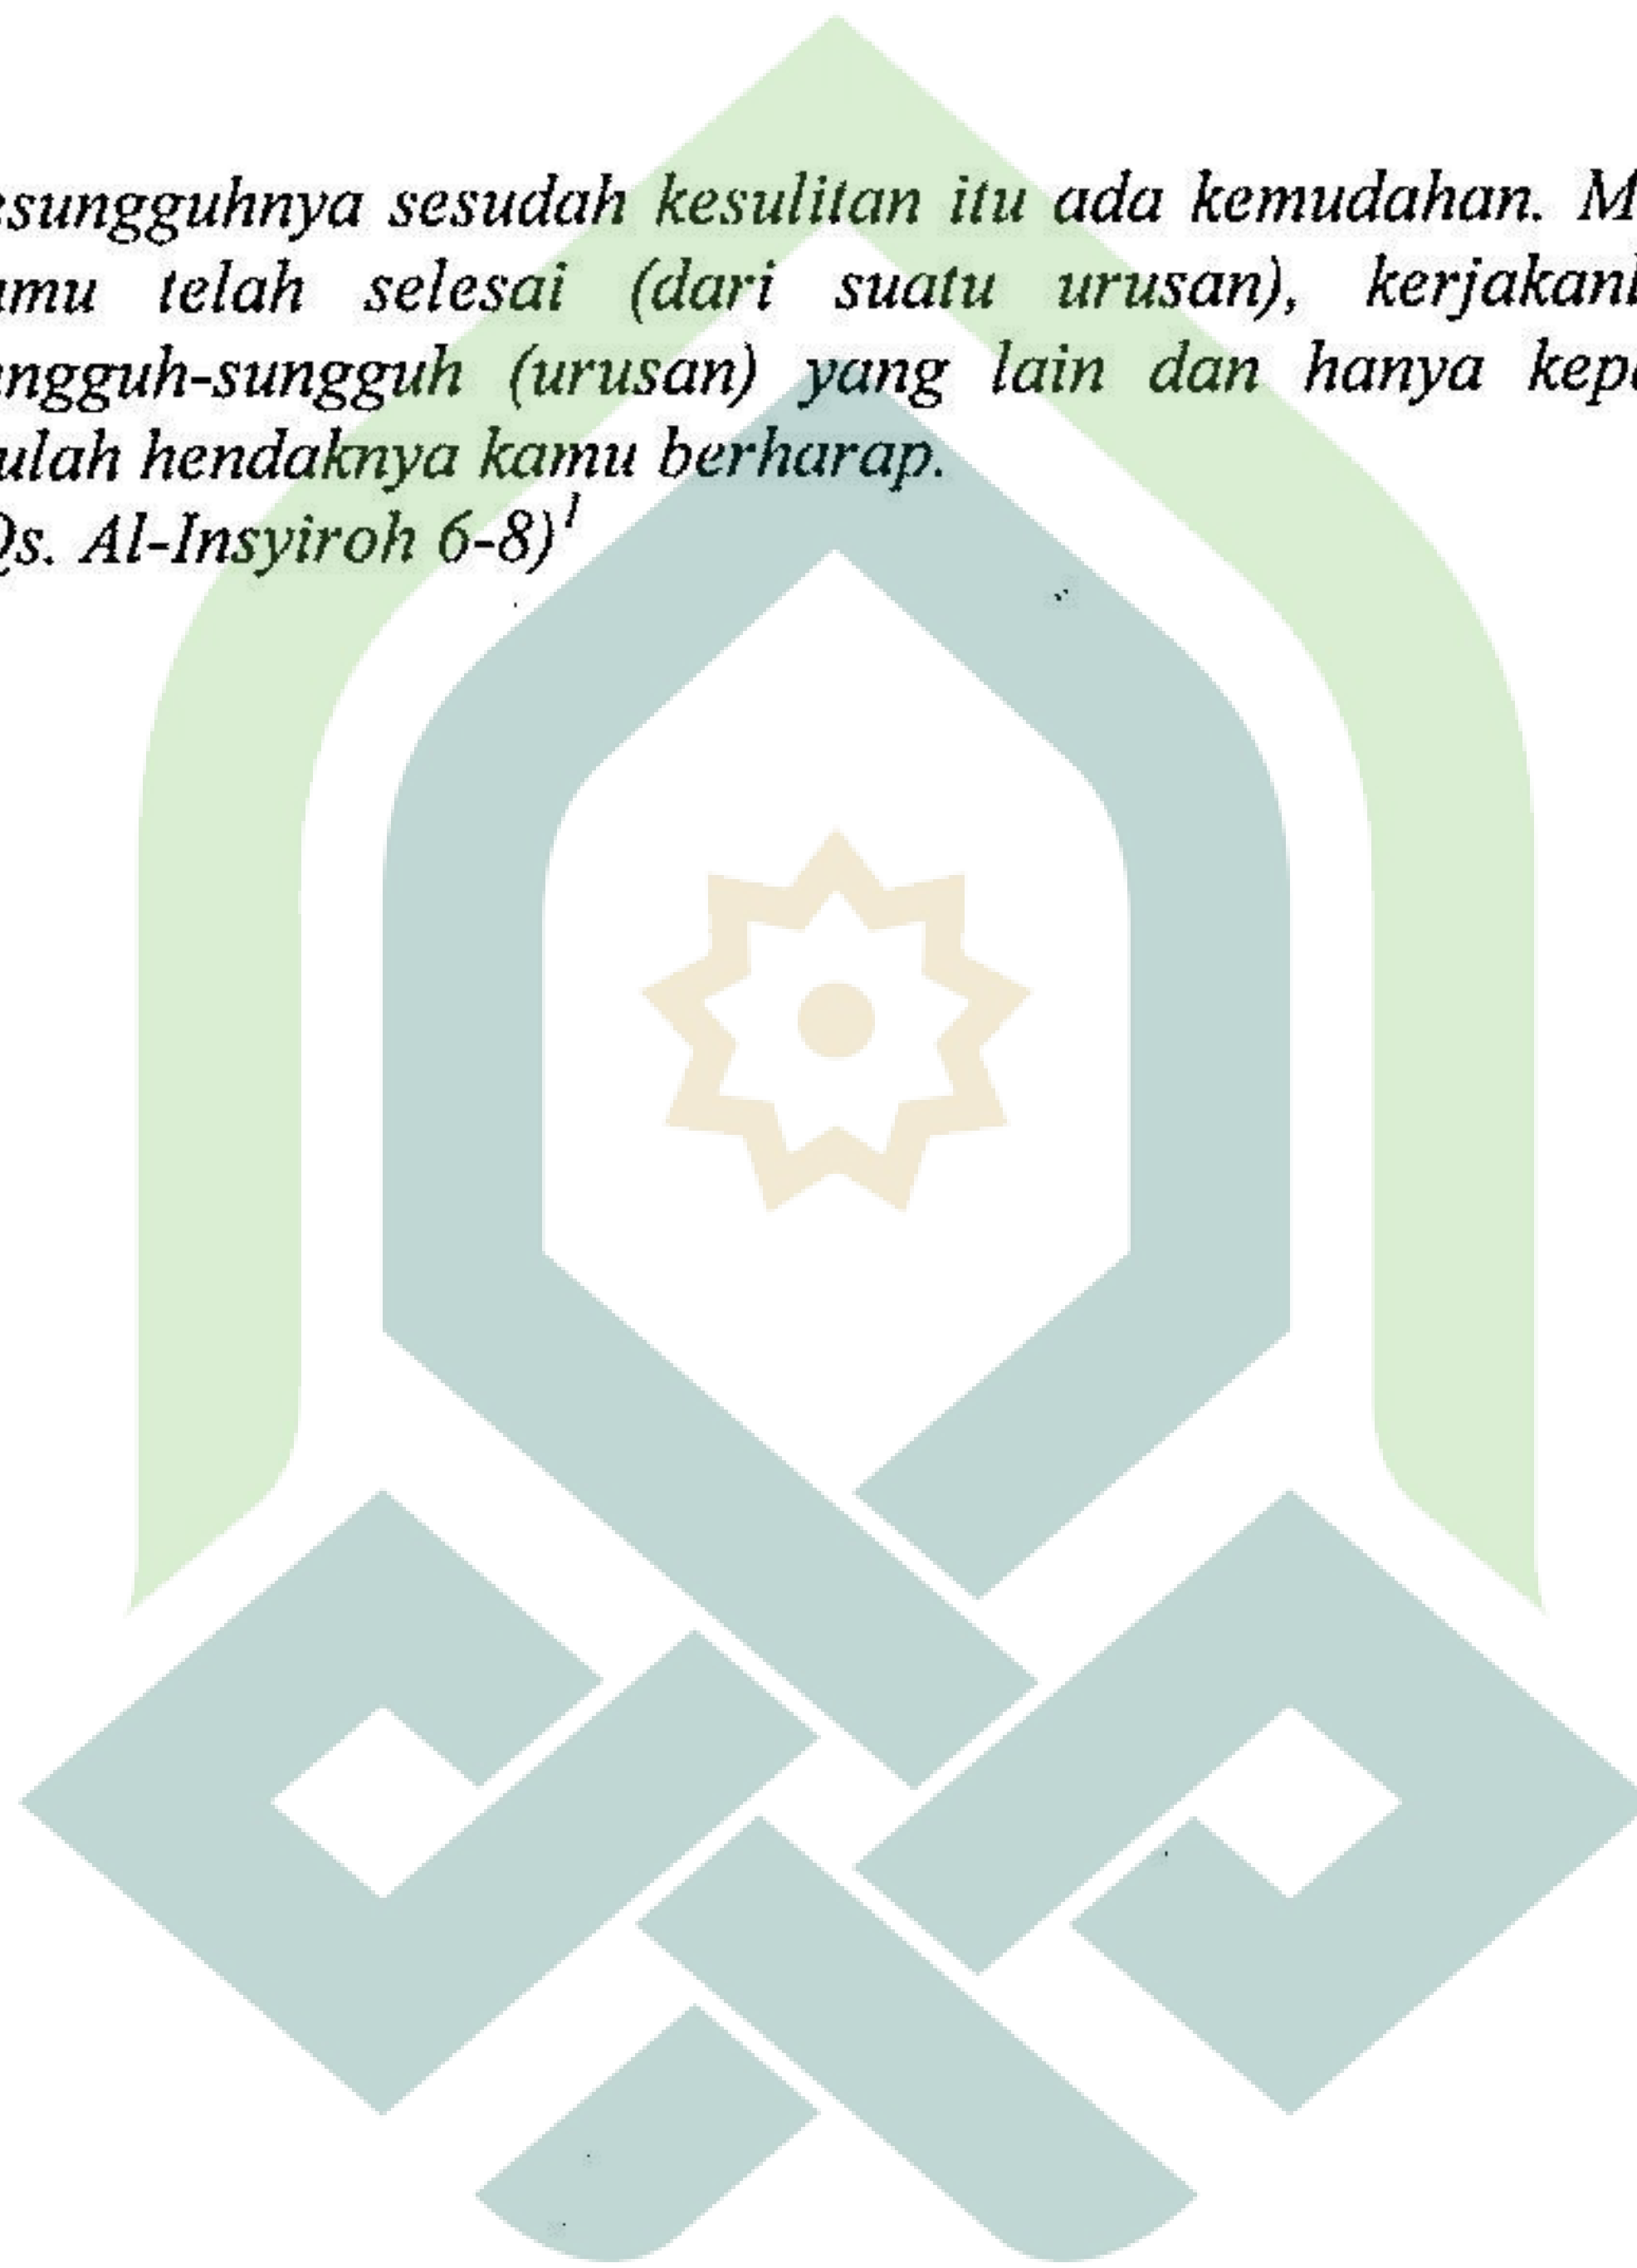 esungguhnya sesudah kesulitan itu ada kemudahan. M
amu telah selesai (dari suatu urusan), kerjakanl
ngguh-sungguh (urusan) yang lain dan hanya kep
ulah hendaknya kamu berharap.
Qs. Al-Insyiroh 6-8)¹